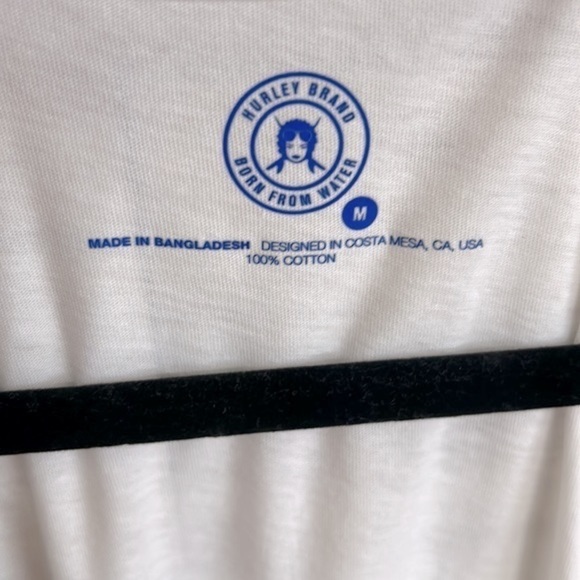 HURLEY BRAND
BORN FROM WATER
M
MADE IN BANGLADESH DESIGNED IN COSTA MESA, CA, USA
100% COTTON